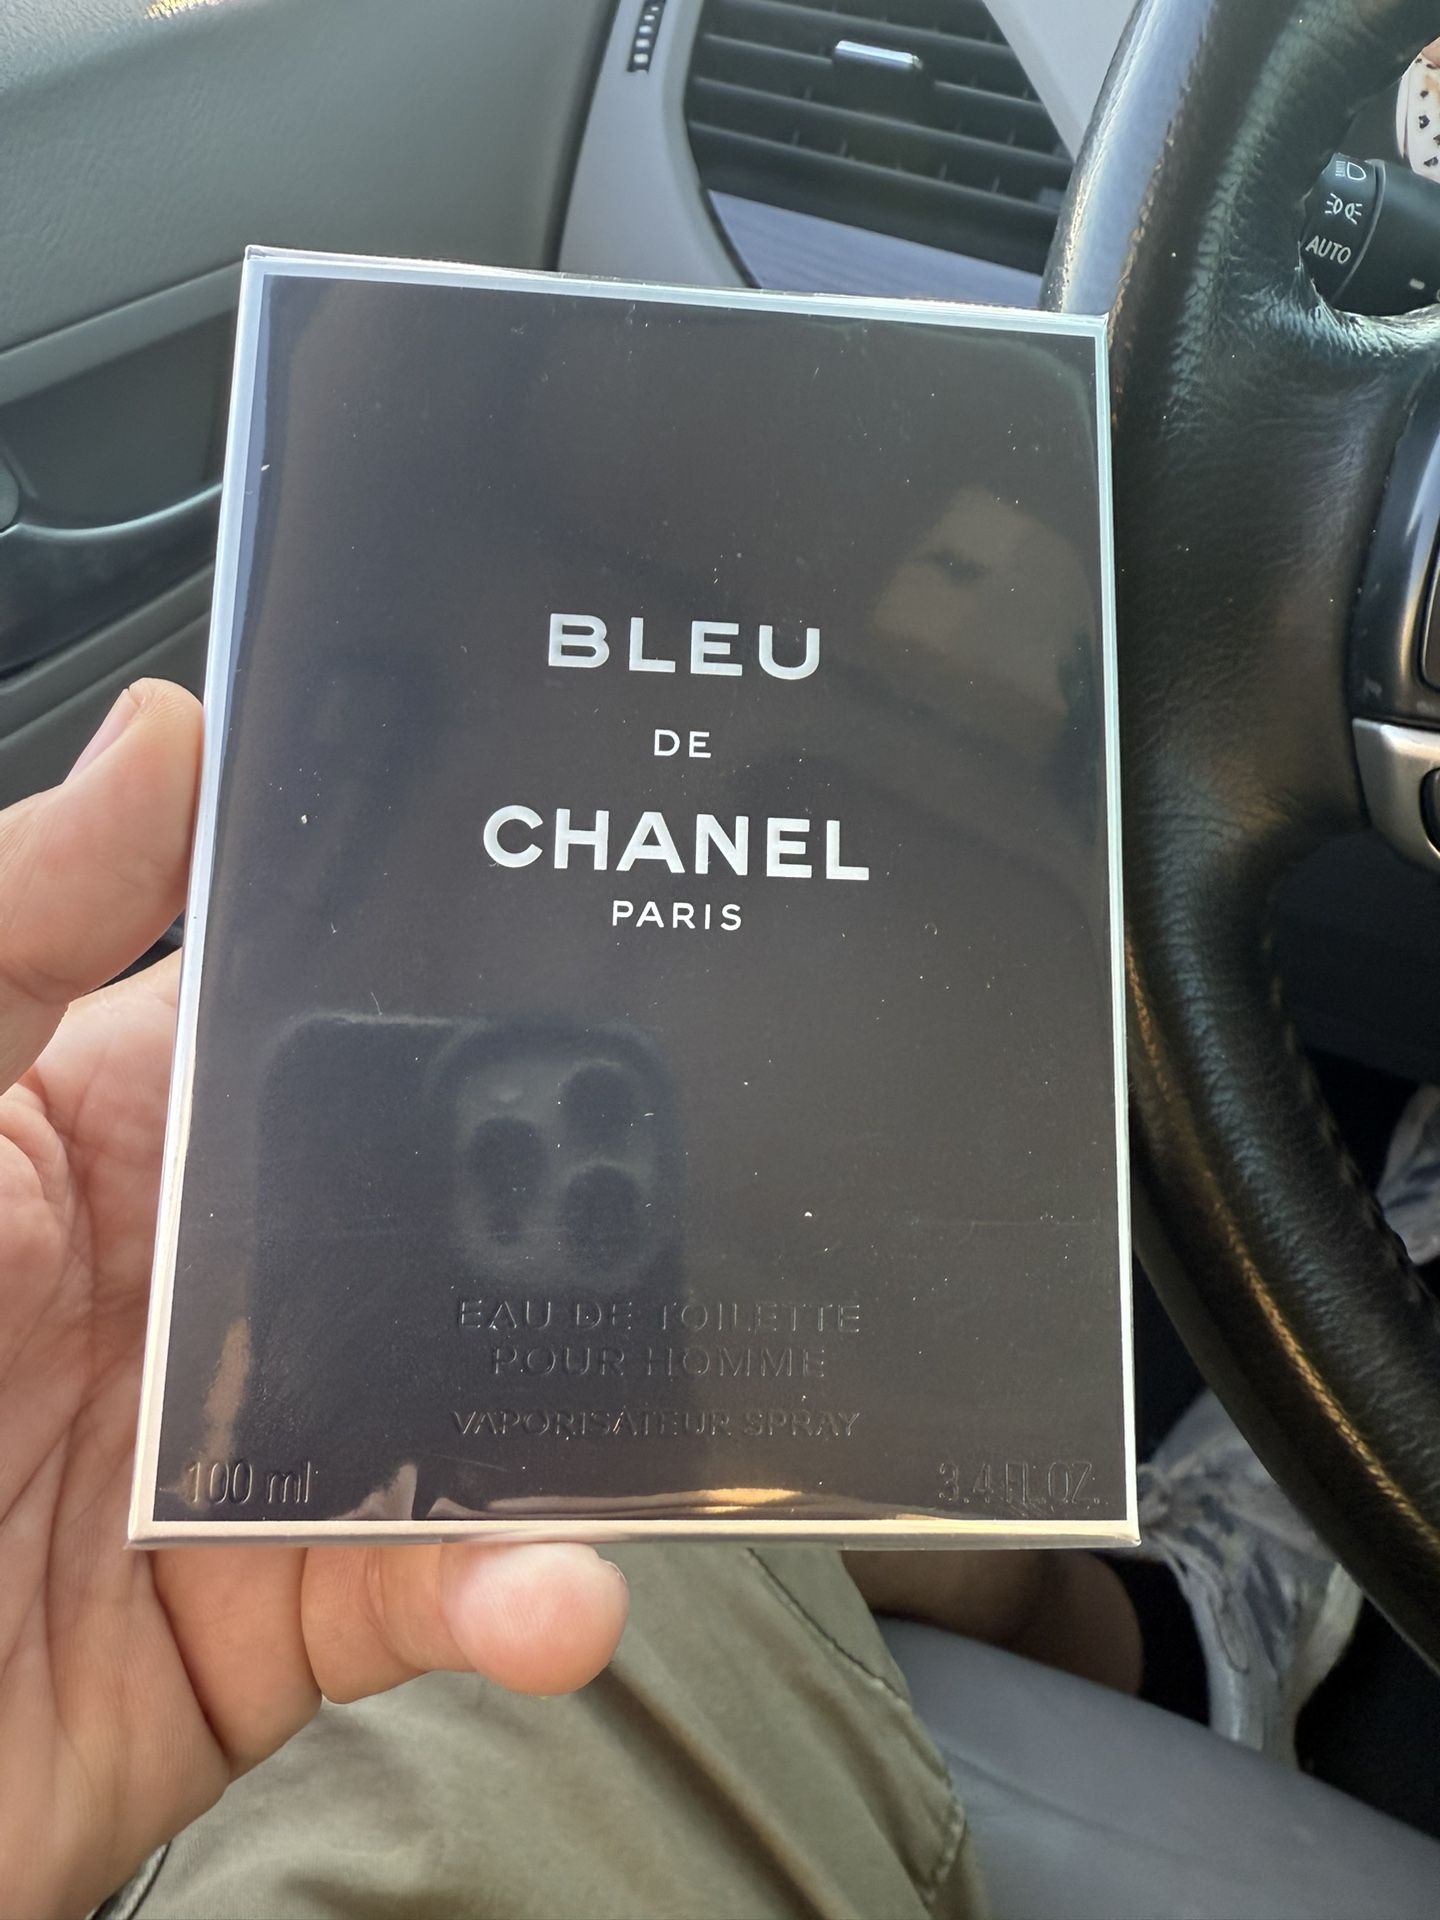 AUTO
BLEU
DE
CHANEL
PARIS
EAU DE TOILETTE
POUR HOMME
VAPORISATEUR SPRAY
100 ml
3.4 FL.OZ.